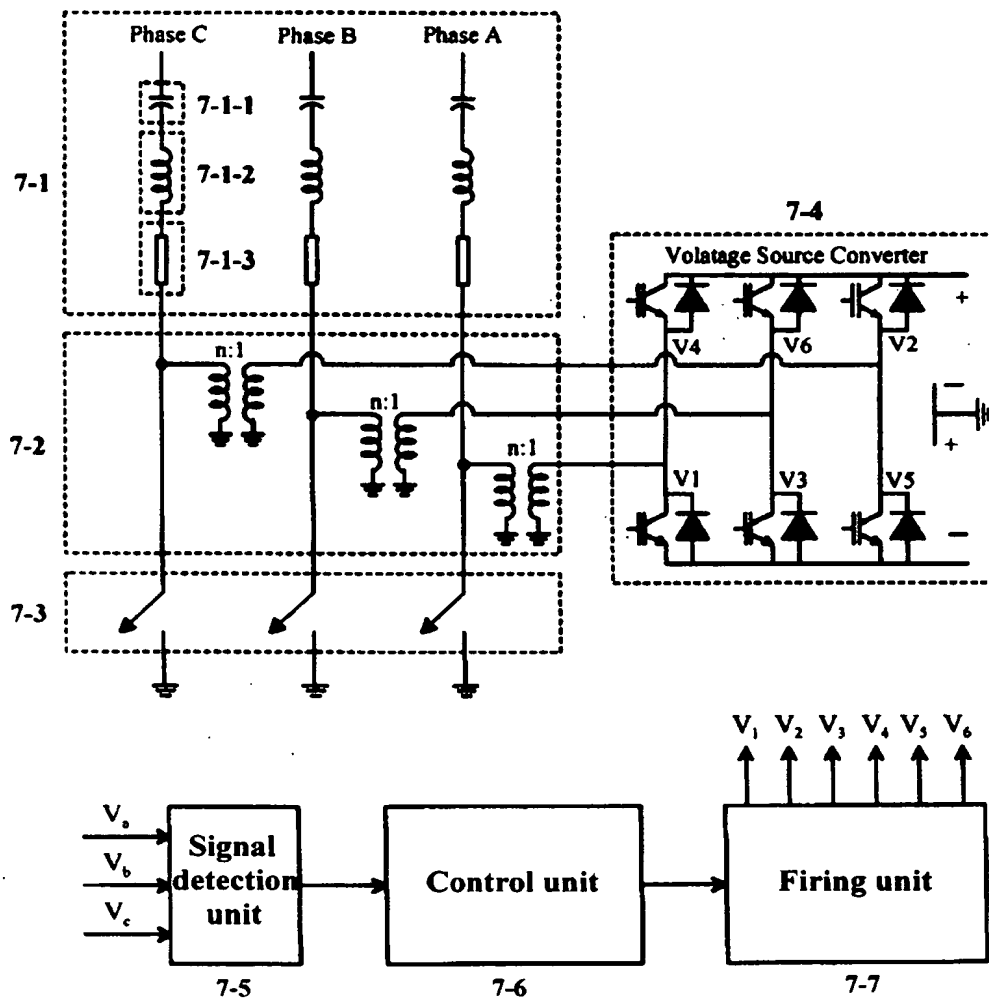 Phase C Phase B Phase A
7-1-1
7-1-2
7-1
7-1-3
7-4
Volatage Source Converter
+
V4 V6 V2
n:1
−
n:1
+
7-2
n:1
V1 V3 V5
−
7-3
V₁ V₂ V₃ V₄ V₅ V₆
Vₐ
V_b
V_c
Signal
detection
unit
Control unit
Firing unit
7-5 7-6 7-7